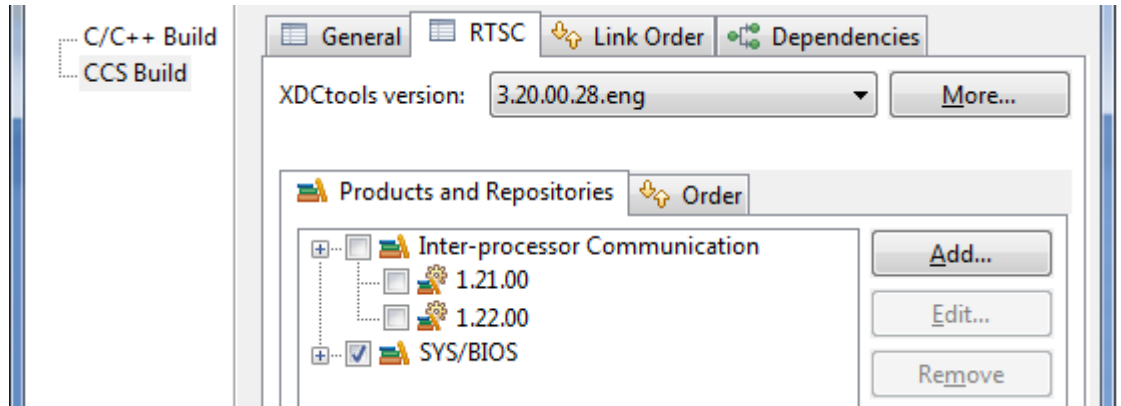 C/C++ Build
CCS Build
General RTSC Link Order Dependencies
XDCtools version: 3.20.00.28.eng More...
Products and Repositories Order
Inter-processor Communication
1.21.00
1.22.00
SYS/BIOS
Add...
Edit...
Remove